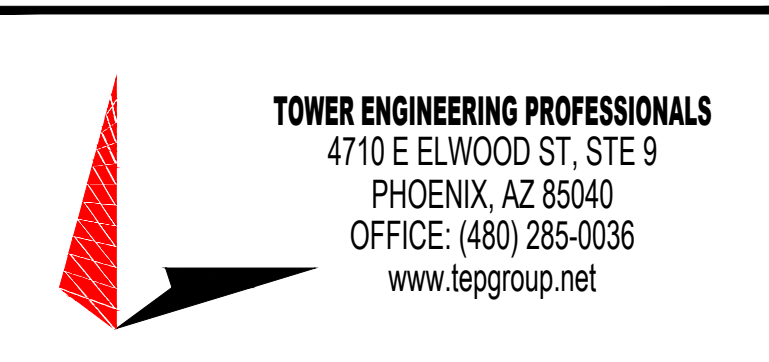 TOWER ENGINEERING PROFESSIONALS
4710 E ELWOOD ST, STE 9
PHOENIX, AZ 85040
OFFICE: (480) 285-0036
www.tepgroup.net